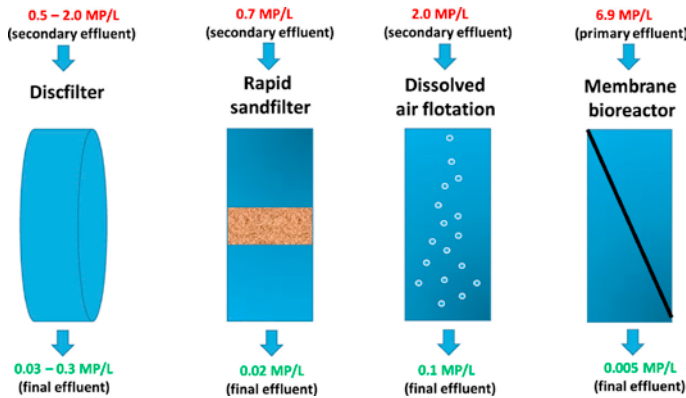 0.5 – 2.0 MP/L
(secondary effluent)
Discfilter
0.03 – 0.3 MP/L
(final effluent)
0.7 MP/L
(secondary effluent)
Rapid
sandfilter
0.02 MP/L
(final effluent)
2.0 MP/L
(secondary effluent)
Dissolved
air flotation
0.1 MP/L
(final effluent)
6.9 MP/L
(primary effluent)
Membrane
bioreactor
0.005 MP/L
(final effluent)